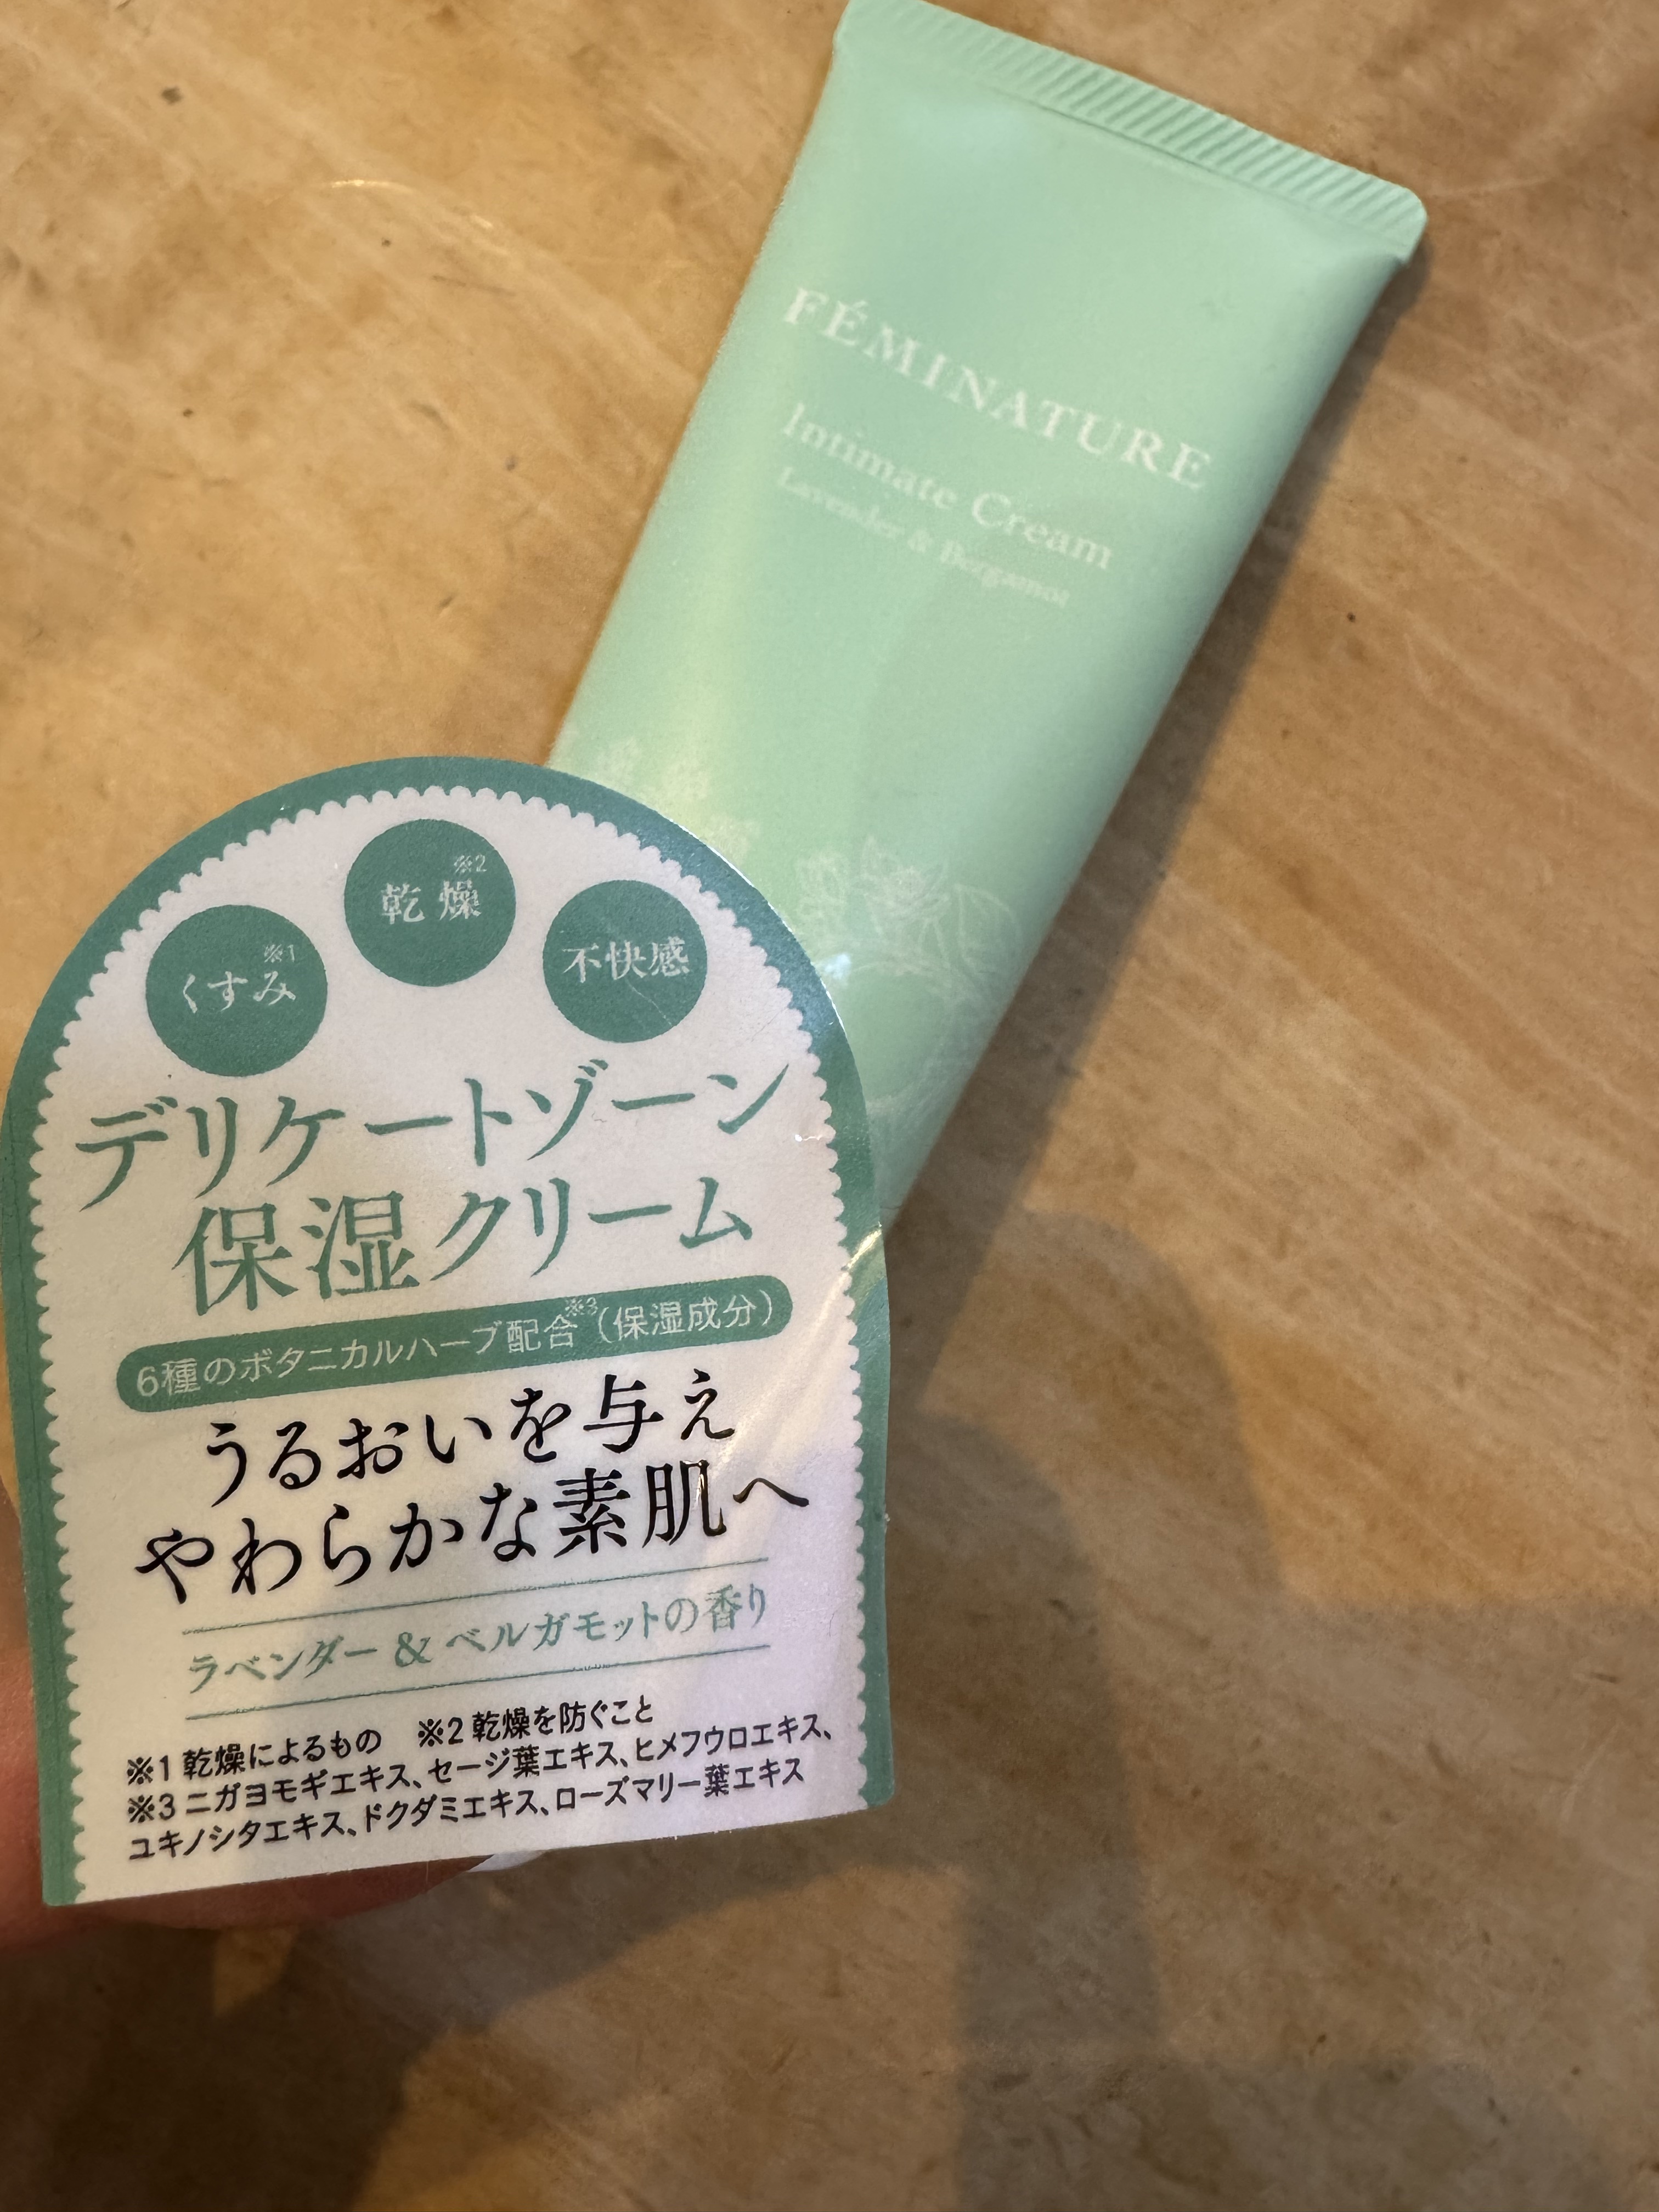 FÉMINATURE
Intimate Cream
Lavender & Bergamot
くすみ※1
乾燥※2
不快感
デリケートゾーン
保湿クリーム
6種のボタニカルハーブ配合※3(保湿成分)
うるおいを与え
やわらかな素肌へ
ラベンダー & ベルガモットの香り
※1 乾燥によるもの ※2 乾燥を防ぐこと
※3 ニガヨモギエキス、セージ葉エキス、ヒメフウロエキス、
ユキノシタエキス、ドクダミエキス、ローズマリー葉エキス